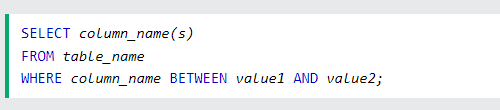 SELECT column_name(s)
FROM table_name
WHERE column_name BETWEEN value1 AND value2;